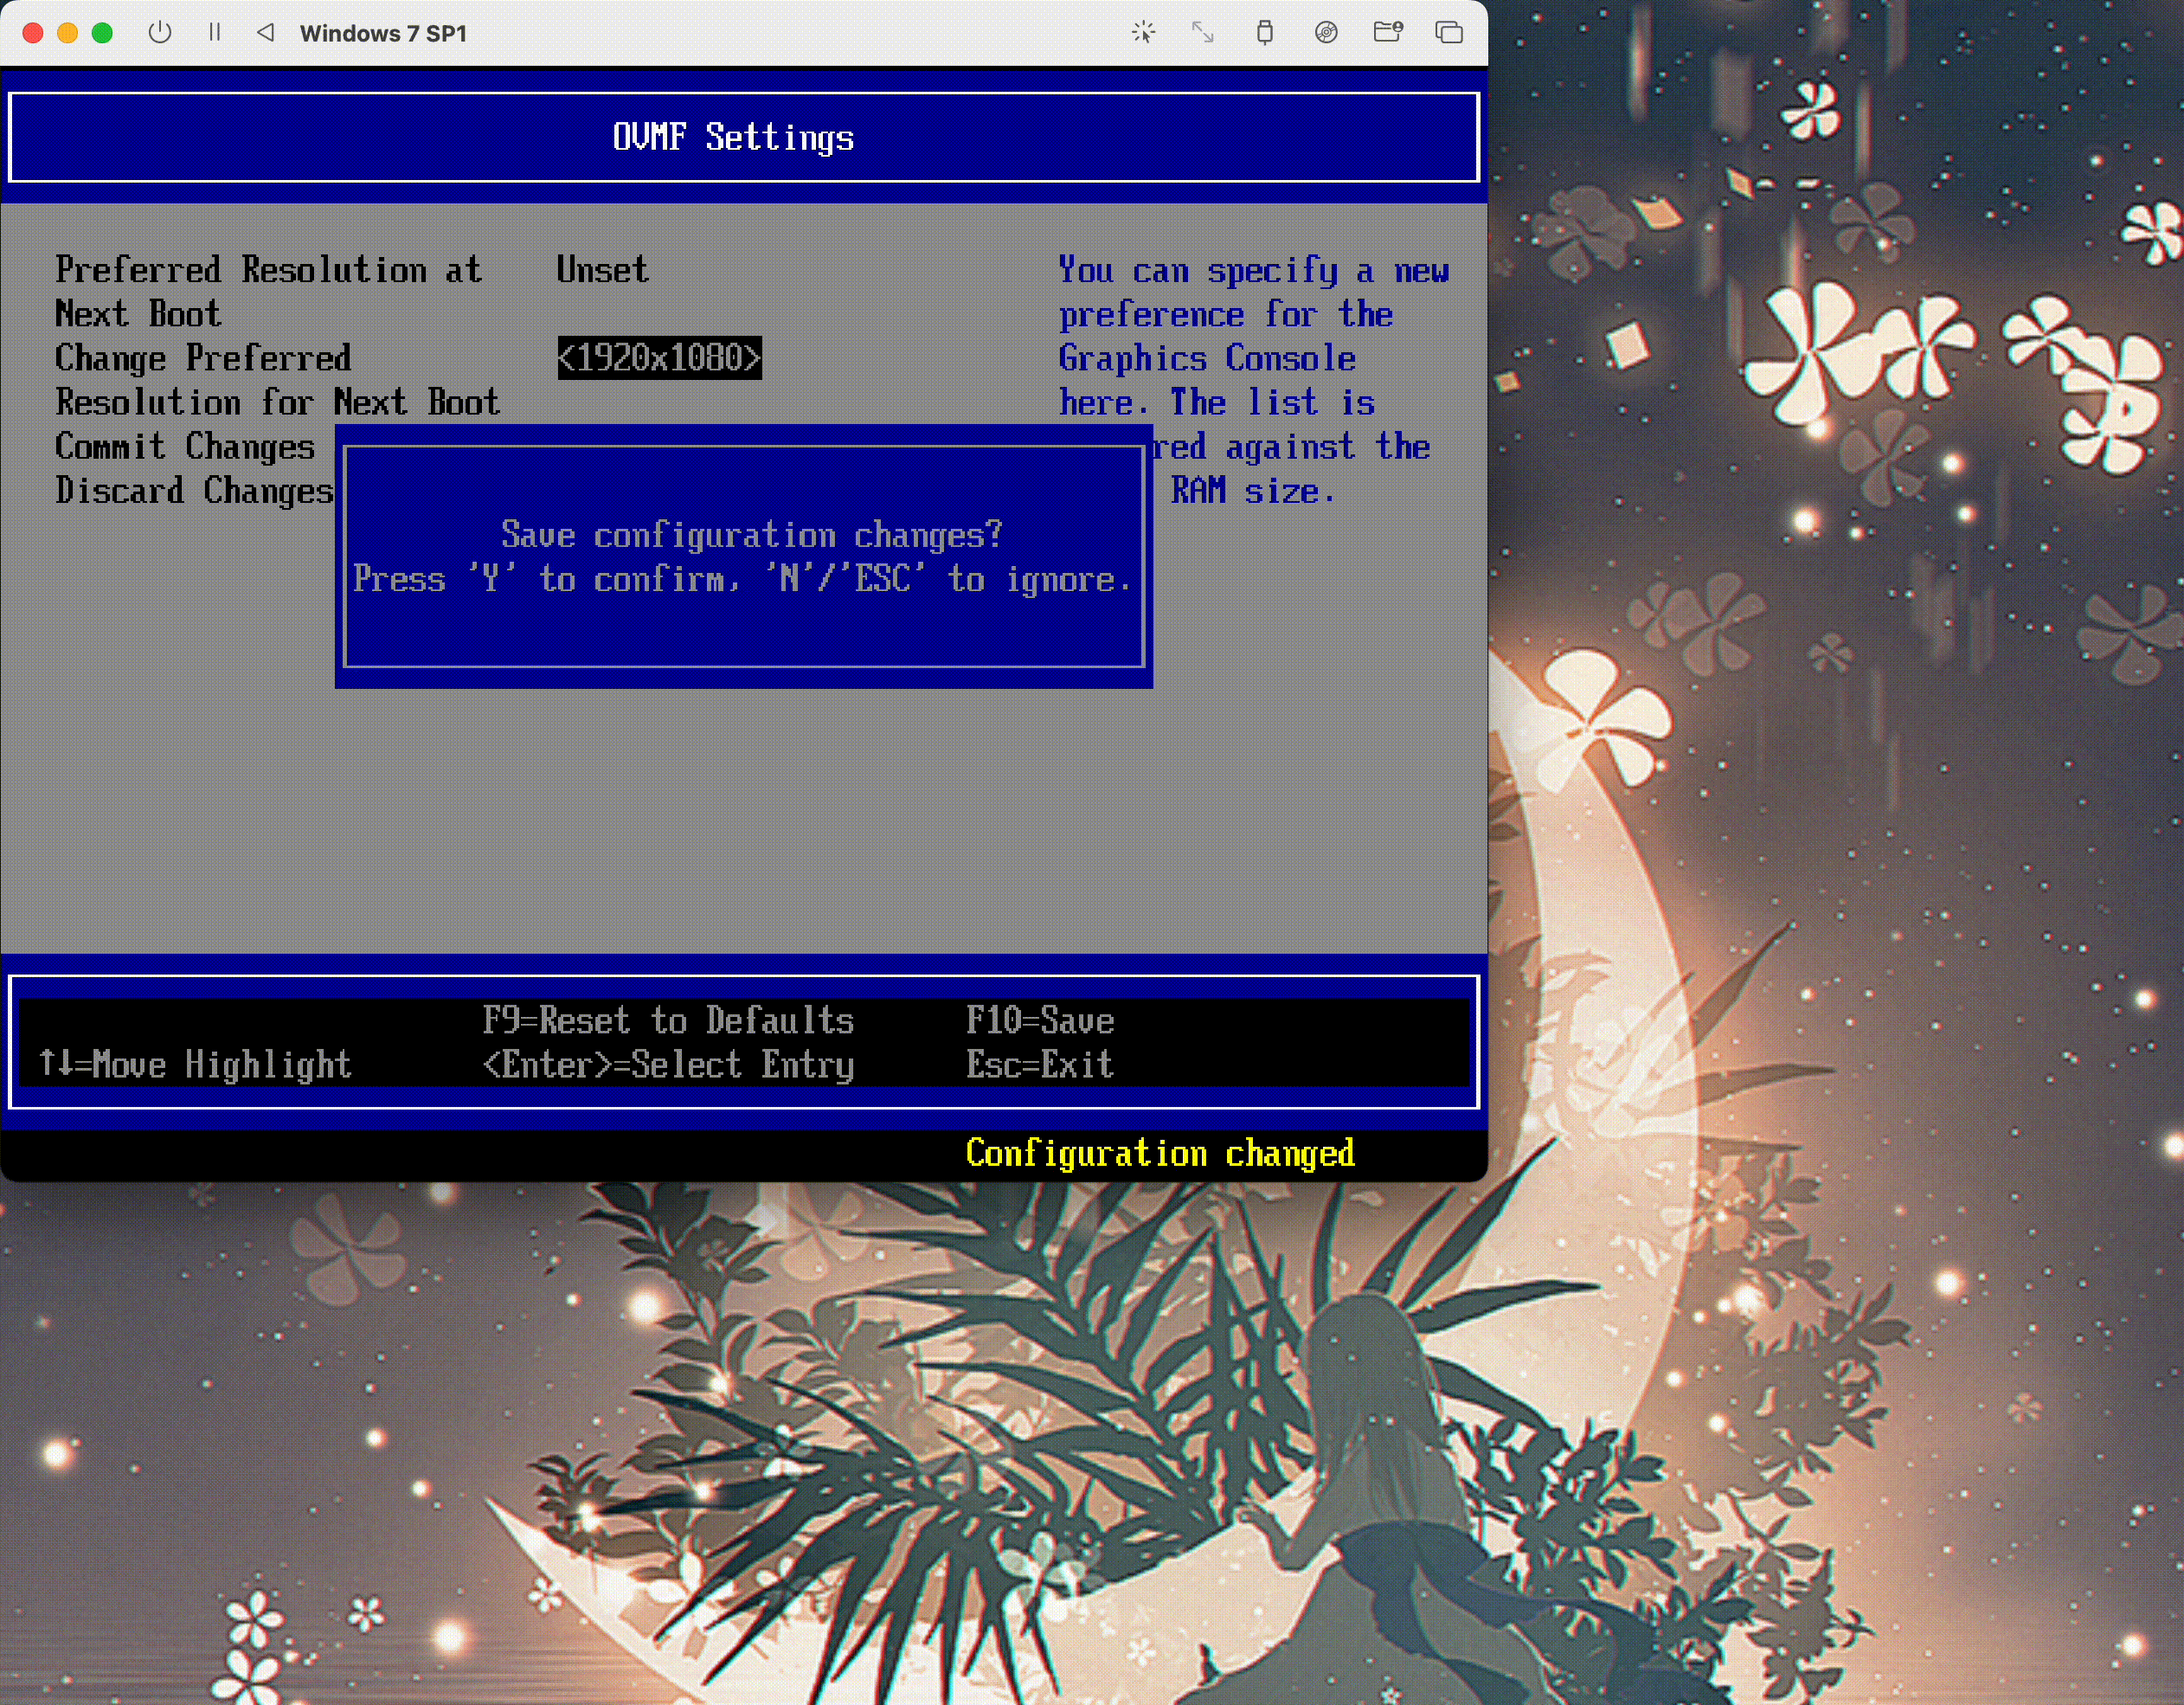 Windows 7 SP1
OVMF Settings
Preferred Resolution at Unset
Next Boot
Change Preferred <1920x1080>
Resolution for Next Boot
Commit Changes
Discard Changes
You can specify a new
preference for the
Graphics Console
here. The list is
red against the
RAM size.
Save configuration changes?
Press 'Y' to confirm, 'N'/'ESC' to ignore.
F9=Reset to Defaults F10=Save
↑↓=Move Highlight <Enter>=Select Entry Esc=Exit
Configuration changed